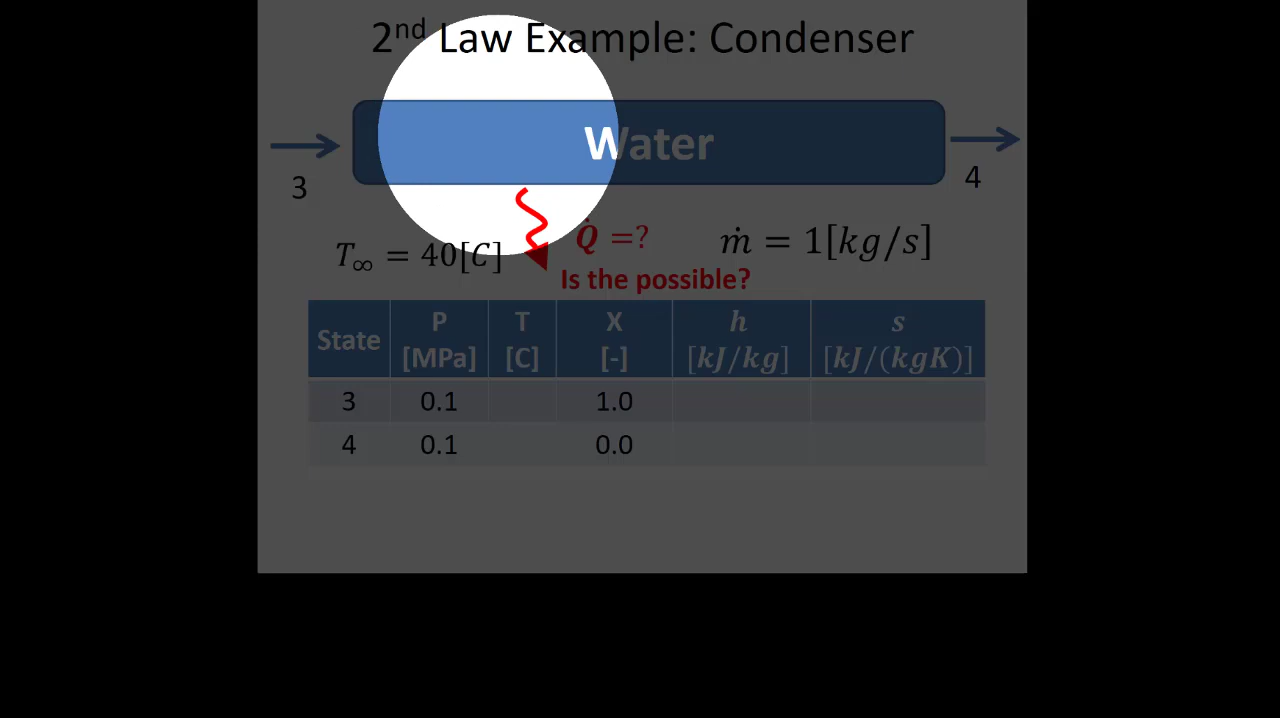 2nd Law Example: Condenser
Water
3
4
T∞ = 40[C]
Q̇ =?
ṁ = 1[kg/s]
Is the possible?
State P [MPa] T [C] X [-] h [kJ/kg] s [kJ/(kgK)]
3 0.1 1.0
4 0.1 0.0